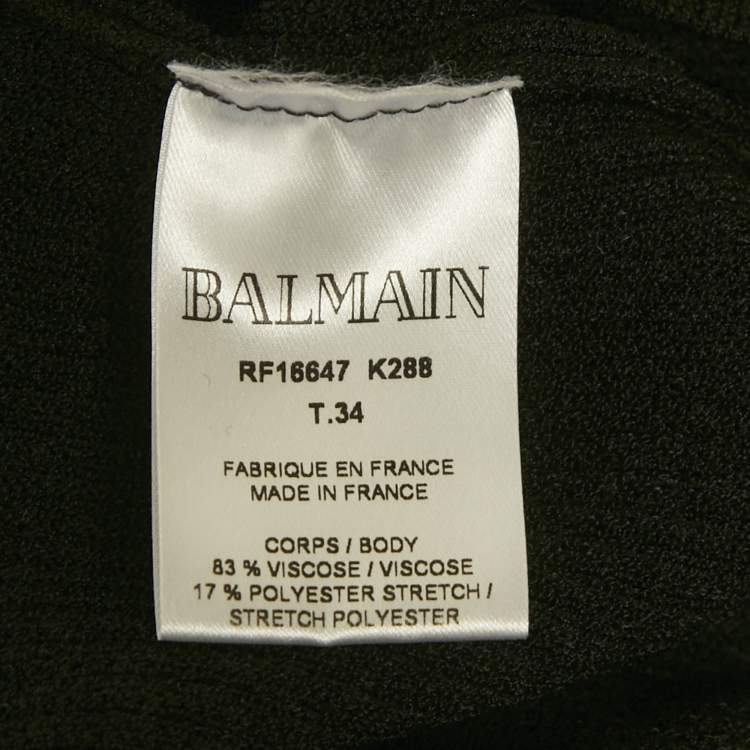 BALMAIN
RF16647 K288
T.34
FABRIQUE EN FRANCE
MADE IN FRANCE
CORPS / BODY
83 % VISCOSE / VISCOSE
17 % POLYESTER STRETCH /
STRETCH POLYESTER